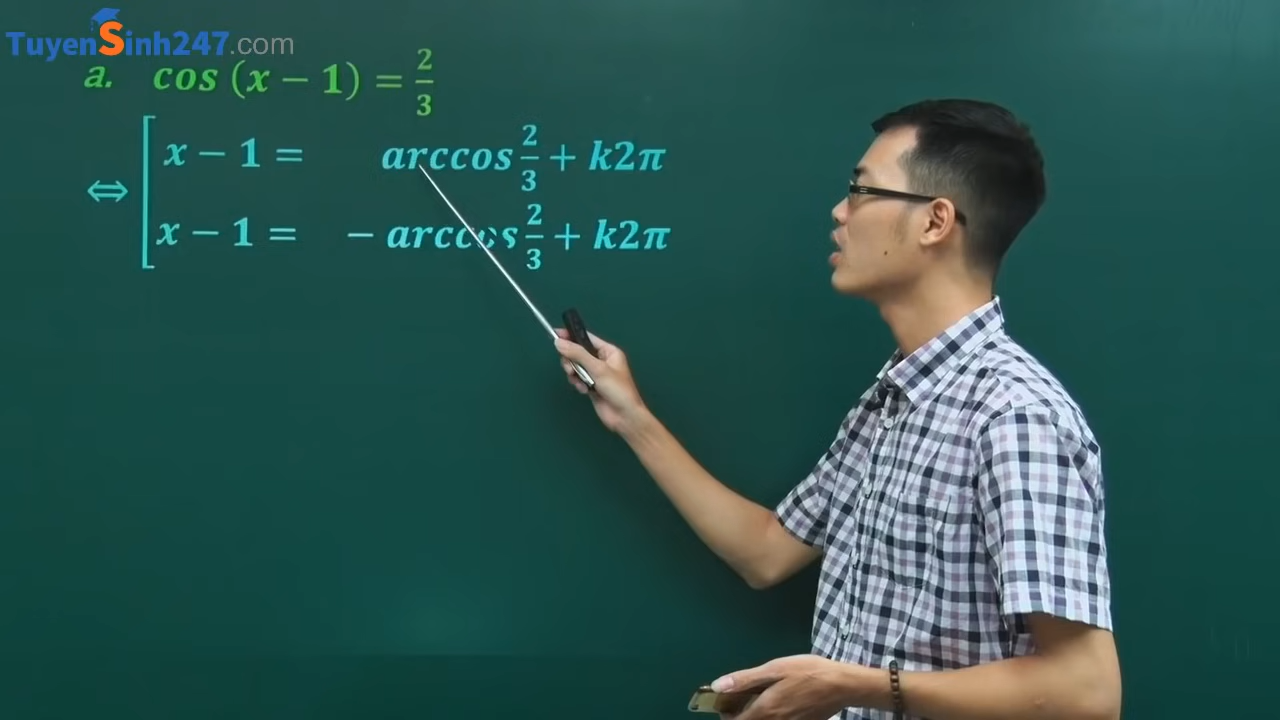 TuyenSinh247.com
a. cos (x − 1) = 2/3
⇔ [ x − 1 = arccos 2/3 + k2π
x − 1 = − arccos 2/3 + k2π